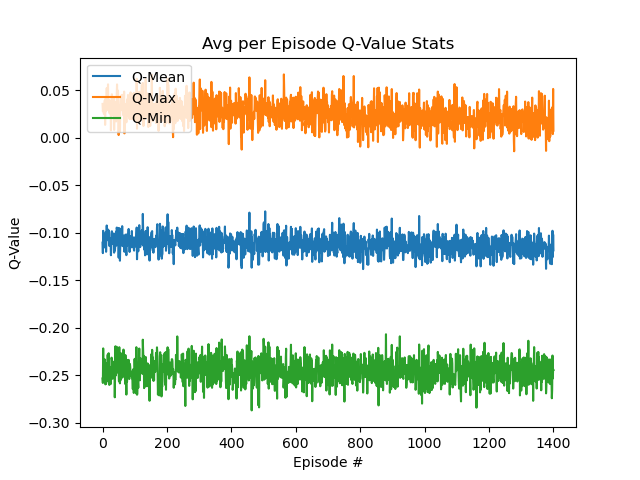 Avg per Episode Q-Value Stats
Q-Mean
Q-Max
Q-Min
0.05
0.00
−0.05
−0.10
−0.15
−0.20
−0.25
−0.30
Q-Value
0 200 400 600 800 1000 1200 1400
Episode #